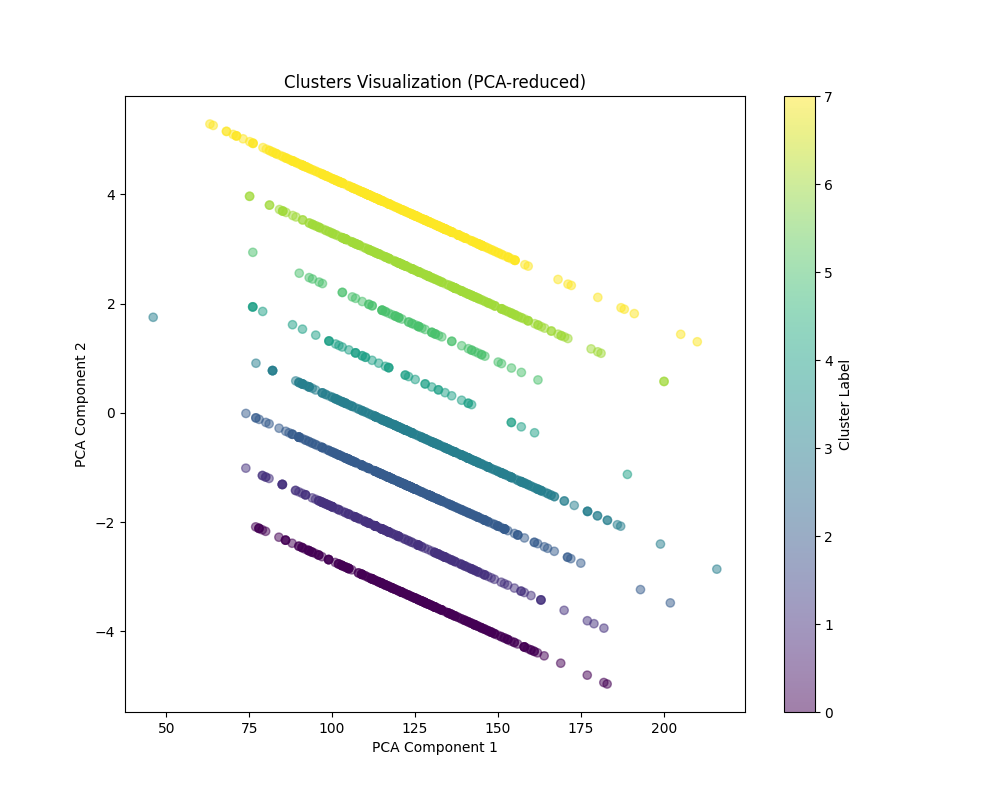 Clusters Visualization (PCA-reduced)
PCA Component 2
4
2
0
−2
−4
50 75 100 125 150 175 200
PCA Component 1
7
6
5
4
3
2
1
0
Cluster Label